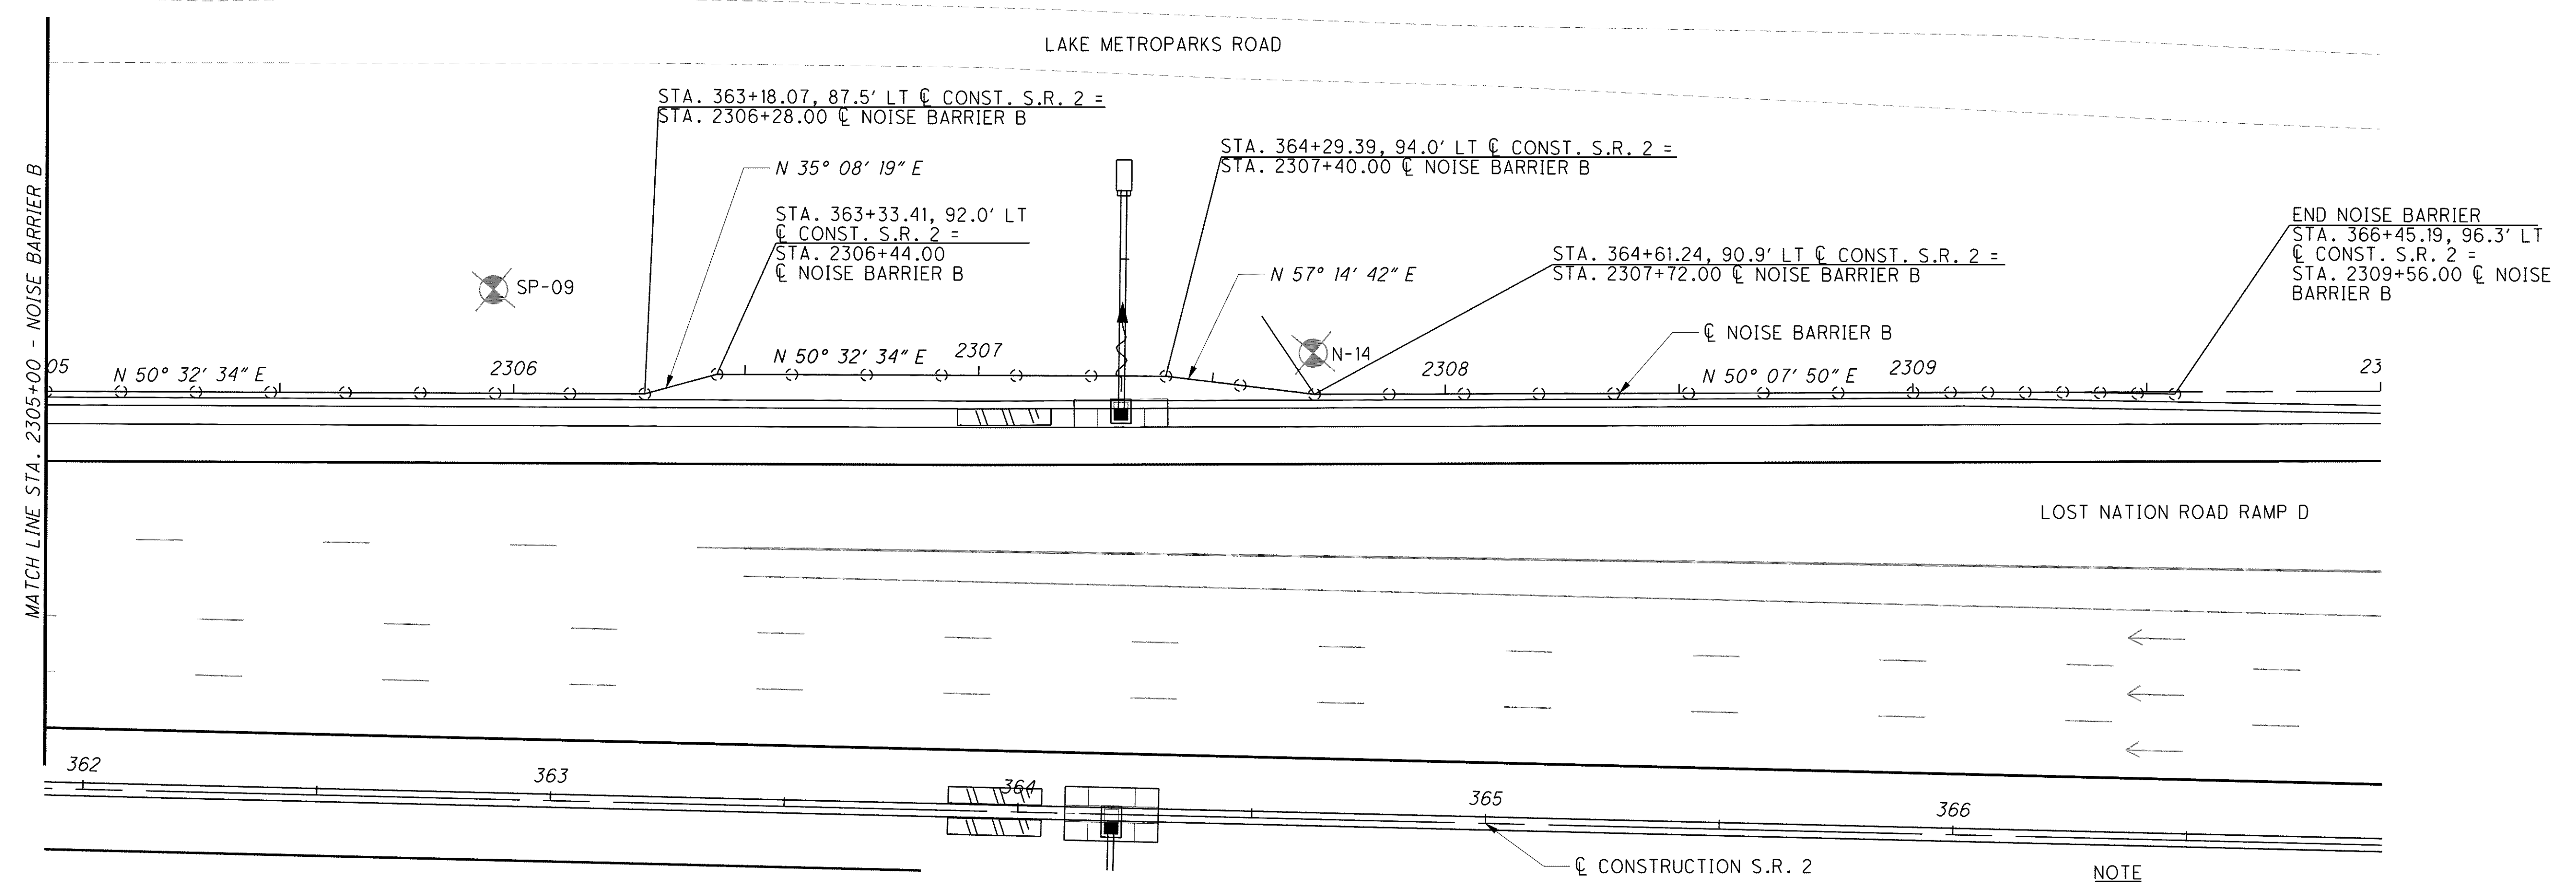 LAKE METROPARKS ROAD
STA. 363+18.07, 87.5' LT ℄ CONST. S.R. 2 =
STA. 2306+28.00 ℄ NOISE BARRIER B
N 35° 08' 19" E
STA. 363+33.41, 92.0' LT
℄ CONST. S.R. 2 =
STA. 2306+44.00
℄ NOISE BARRIER B
STA. 364+29.39, 94.0' LT ℄ CONST. S.R. 2 =
STA. 2307+40.00 ℄ NOISE BARRIER B
N 57° 14' 42" E
STA. 364+61.24, 90.9' LT ℄ CONST. S.R. 2 =
STA. 2307+72.00 ℄ NOISE BARRIER B
END NOISE BARRIER
STA. 366+45.19, 96.3' LT
℄ CONST. S.R. 2 =
STA. 2309+56.00 ℄ NOISE
BARRIER B
MATCH LINE STA. 2305+00 - NOISE BARRIER B
SP-09
℄ NOISE BARRIER B
N-14
05
N 50° 32' 34" E
2306
N 50° 32' 34" E
2307
2308
N 50° 07' 50" E
2309
23
LOST NATION ROAD RAMP D
362
363
364
365
366
℄ CONSTRUCTION S.R. 2
NOTE